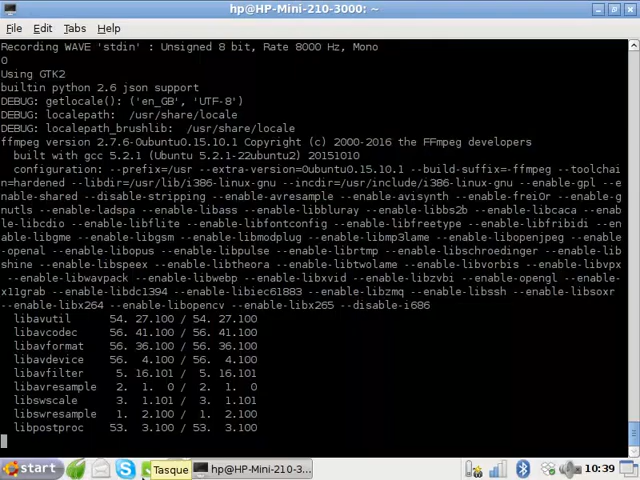 hp@HP-Mini-210-3000: ~
File Edit Tabs Help
Recording WAVE 'stdin' : Unsigned 8 bit, Rate 8000 Hz, Mono
0
Using GTK2
builtin python 2.6 json support
DEBUG: getlocale(): ('en_GB', 'UTF-8')
DEBUG: localepath:  /usr/share/locale
DEBUG: localepath_brushlib:  /usr/share/locale
ffmpeg version 2.7.6-0ubuntu0.15.10.1 Copyright (c) 2000-2016 the FFmpeg developers
built with gcc 5.2.1 (Ubuntu 5.2.1-22ubuntu2) 20151010
configuration: --prefix=/usr --extra-version=0ubuntu0.15.10.1 --build-suffix=-ffmpeg --toolchai
n=hardened --libdir=/usr/lib/i386-linux-gnu --incdir=/usr/include/i386-linux-gnu --enable-gpl --e
nable-shared --disable-stripping --enable-avresample --enable-avisynth --enable-frei0r --enable-g
nutls --enable-ladspa --enable-libass --enable-libbluray --enable-libbs2b --enable-libcaca --enab
le-libcdio --enable-libflite --enable-libfontconfig --enable-libfreetype --enable-libfribidi --en
able-libgme --enable-libgsm --enable-libmodplug --enable-libmp3lame --enable-libopenjpeg --enable
-openal --enable-libopus --enable-libpulse --enable-librtmp --enable-libschroedinger --enable-lib
shine --enable-libspeex --enable-libtheora --enable-libtwolame --enable-libvorbis --enable-libvpx
--enable-libwavpack --enable-libwebp --enable-libxvid --enable-libzvbi --enable-opengl --enable-
x11grab --enable-libdc1394 --enable-libiec61883 --enable-libzmq --enable-libssh --enable-libsoxr
--enable-libx264 --enable-libopencv --enable-libx265 --disable-i686
libavutil 54. 27.100 / 54. 27.100
libavcodec 56. 41.100 / 56. 41.100
libavformat 56. 36.100 / 56. 36.100
libavdevice 56. 4.100 / 56. 4.100
libavfilter 5. 16.101 / 5. 16.101
libavresample 2. 1. 0 / 2. 1. 0
libswscale 3. 1.101 / 3. 1.101
libswresample 1. 2.100 / 1. 2.100
libpostproc 53. 3.100 / 53. 3.100
start Tasque hp@HP-Mini-210-3... 10:39